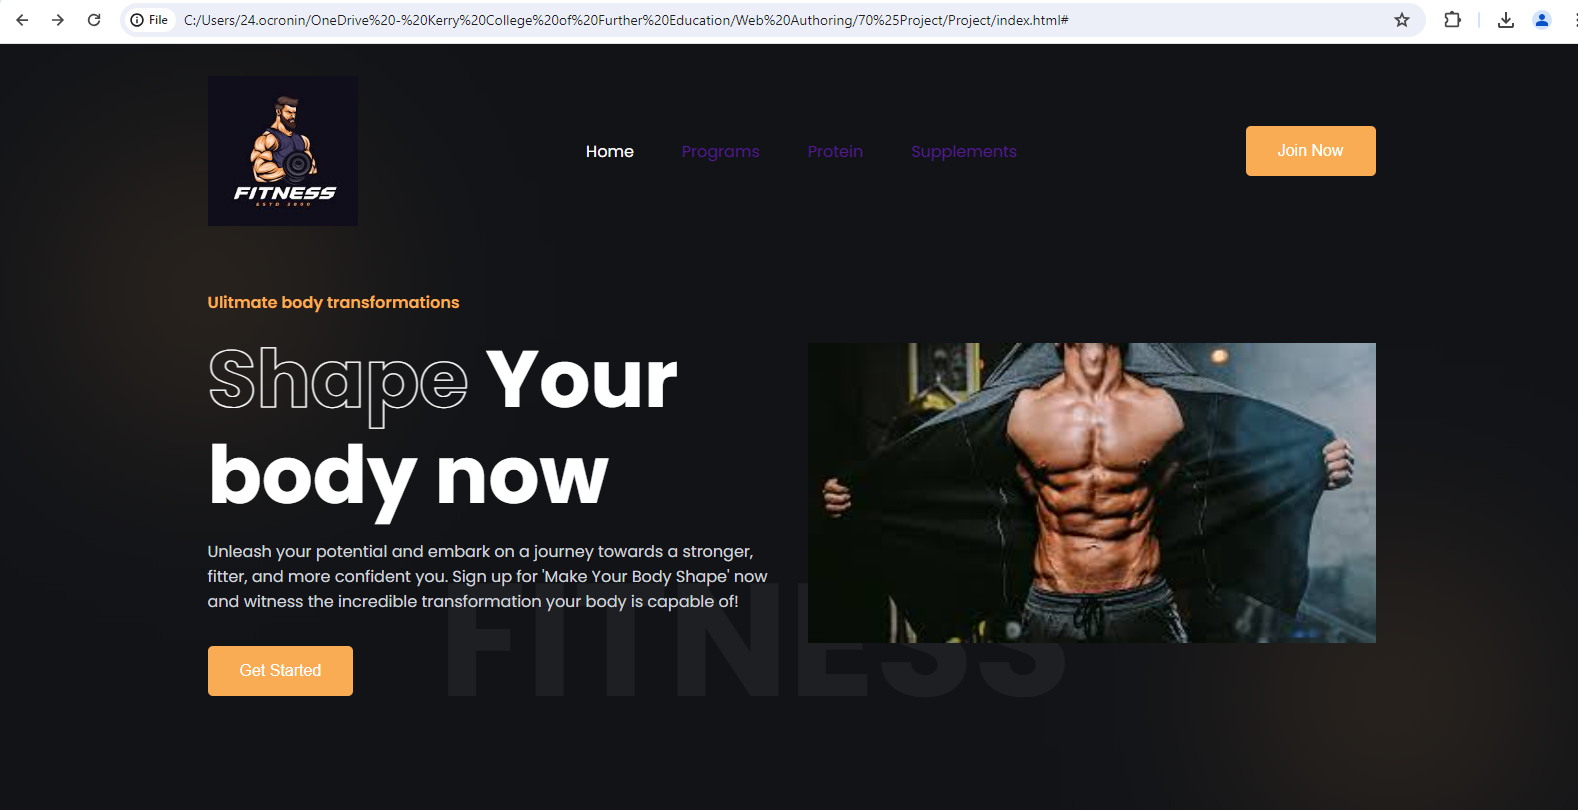 File C:/Users/24.ocronin/OneDrive%20-%20Kerry%20College%20of%20Further%20Education/Web%20Authoring/70%25Project/Project/index.html#
FITNESS
ESTD 2000
Home Programs Protein Supplements
Join Now
Ulitmate body transformations
Shape Your
body now
Unleash your potential and embark on a journey towards a stronger,
fitter, and more confident you. Sign up for 'Make Your Body Shape' now
and witness the incredible transformation your body is capable of!
FITNESS
Get Started